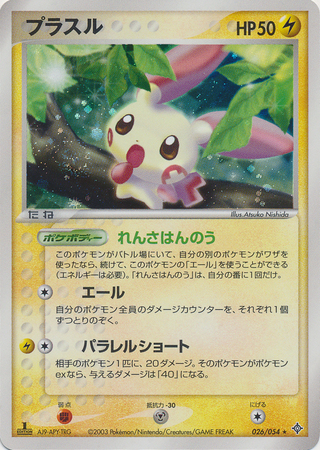 プラスル HP50
Illus.Atsuko Nishida
たね
ポケボディー れんさはんのう
このポケモンがバトル場にいて、自分の別のポケモンがワザを
使ったなら、続けて、このポケモンの「エール」を使うことができる
(エネルギーは必要)。「れんさはんのう」は、自分の番に1回だけ。
エール
自分のポケモン全員のダメージカウンターを、それぞれ1個
ずつとりのぞく。
パラレルショート
相手のポケモン1匹に、20ダメージ。そのポケモンがポケモン
exなら、与えるダメージは「40」になる。
弱点 抵抗力 -30 にげる
1 EDITION AJ9-APY-TRG ©2003 Pokémon/Nintendo/Creatures/GAME FREAK 026/054 ★